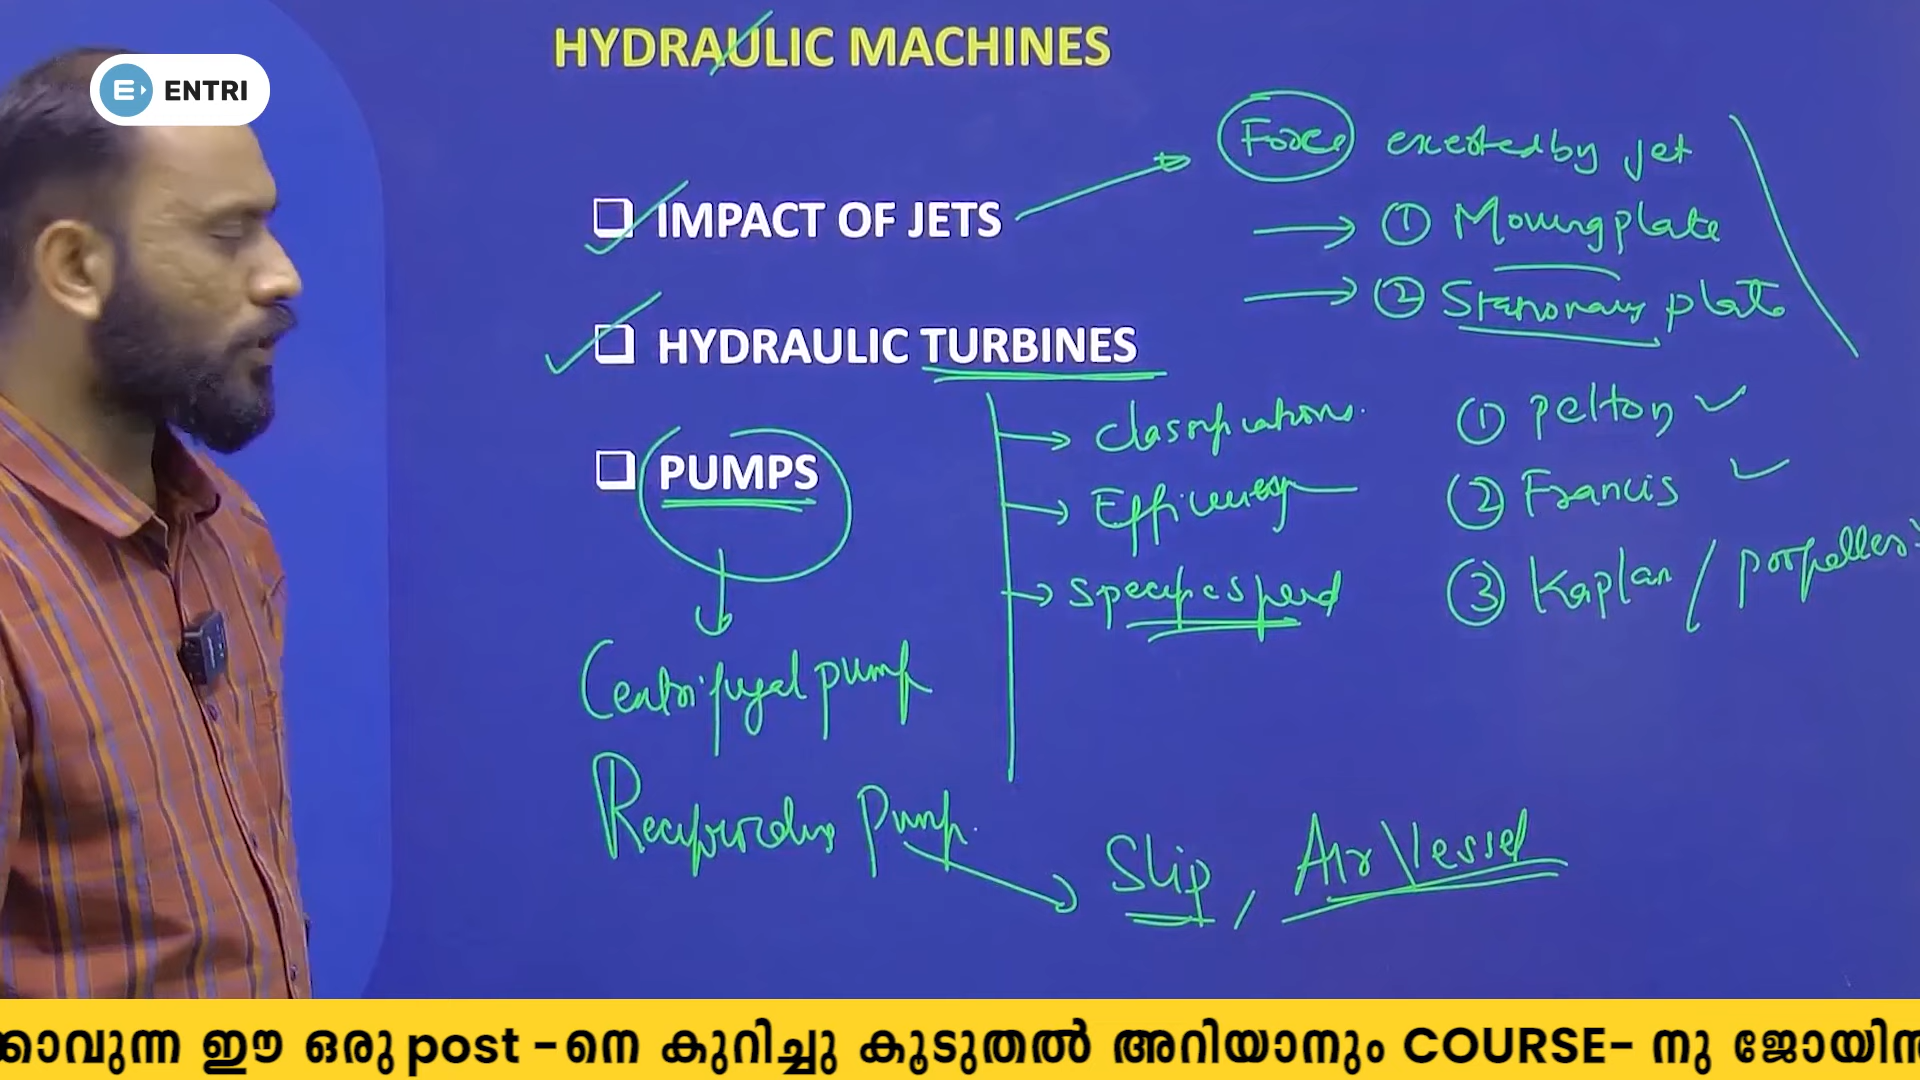 HYDRAULIC MACHINES
ENTRI
Force exerted by jet
IMPACT OF JETS
① Moving plate
② Stationary plate
HYDRAULIC TURBINES
Classifications.
① Pelton
PUMPS
Efficiency
② Francis
Specific speed
③ Kaplan / propeller
Centrifugal pump
Reciprocating Pump.
Slip, Air Vessel
ക്കാവുന്ന ഈ ഒരു post -നെ കുറിച്ചു കൂടുതൽ അറിയാനും COURSE- നു ജോയിൻ